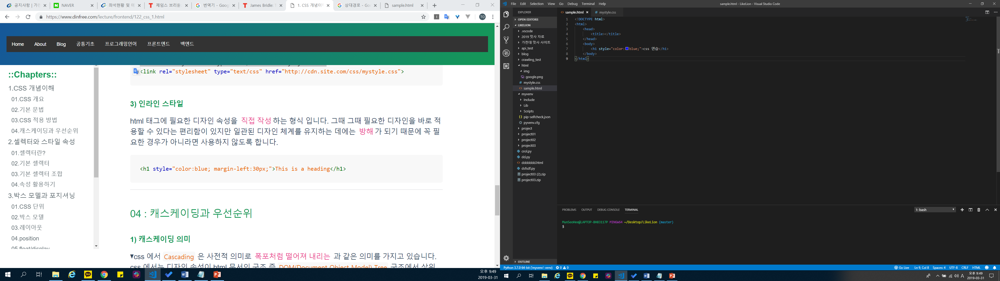 공지사항 | 가천
NAVER
좌석현황 및 예
제임스 브리들:
번역기 - Goog
James Bridle: T
1. CSS 개념이해
상대경로 - Go
sample.html
https://www.dinfree.com/lecture/frontend/122_css_1.html
TO
Home About Blog 공통기초 프로그래밍언어 프론트엔드 백엔드
::Chapters::
1.CSS 개념이해
01.CSS 개요
02.기본 문법
03.CSS 적용 방법
04.캐스케이딩과 우선순위
2.셀렉터와 스타일 속성
01.셀렉터란?
02.기본 셀렉터
03.기본 셀렉터 조합
04.속성 활용하기
3.박스 모델과 포지셔닝
01.CSS 단위
02.박스 모델
03.레이아웃
04.position
05.float/display
<link rel="stylesheet" type="text/css" href="http://cdn.site.com/css/mystyle.css">
3) 인라인 스타일
html 태그에 필요한 디자인 속성을 직접 작성 하는 형식 입니다. 그때 그때 필요한 디자인을 바로 적
용할 수 있다는 편리함이 있지만 일관된 디자인 체계를 유지하는 데에는 방해 가 되기 때문에 꼭 필
요한 경우가 아니라면 사용하지 않도록 합니다.
<h1 style="color:blue; margin-left:30px;">This is a heading</h1>
04 : 캐스케이딩과 우선순위
1) 캐스케이딩 의미
▼css 에서 Cascading 은 사전적 의미로 폭포처럼 떨어져 내리는 과 같은 의미를 가지고 있습니다.
css 에서는 디자인 속성이 html 문서의 구조 즉 DOM(Document Object Model) Tree 구조에서 상위
오후 9:49
2019-03-31
File Edit Selection View Go Debug Terminal Help
sample.html - LikeLion - Visual Studio Code
EXPLORER
OPEN EDITORS
LIKELION
.vscode
2019 멋사 자료
가천대 멋사 사이트
api_test
blog
crawling_test
html
img
google.png
mystyle.css
sample.html
myvenv
Include
Lib
Scripts
pip-selfcheck.json
pyvenv.cfg
project
project01
project02
project03
crol.py
dd.py
ddddddd.html
dsfsdf.py
project03 (2).zip
project03.zip
OUTLINE
sample.html
mystyle.css
1 <!DOCTYPE html>
2 <html>
3 <head>
4 <title></title>
5 </head>
6 <body>
7 <h1 style="color:blue;">css 연습</h1>
8 </body>
9 </html>
PROBLEMS OUTPUT DEBUG CONSOLE TERMINAL
1: bash
MunSeoHee@LAPTOP-BH83117P MINGW64 ~/Desktop/LikeLion (master)
$
Python 3.7.0 64-bit ('myvenv': venv) 0 0
Go Live Ln 9, Col 8 Spaces: 4 UTF-8 CRLF HTML
A
오후 9:49
2019-03-31